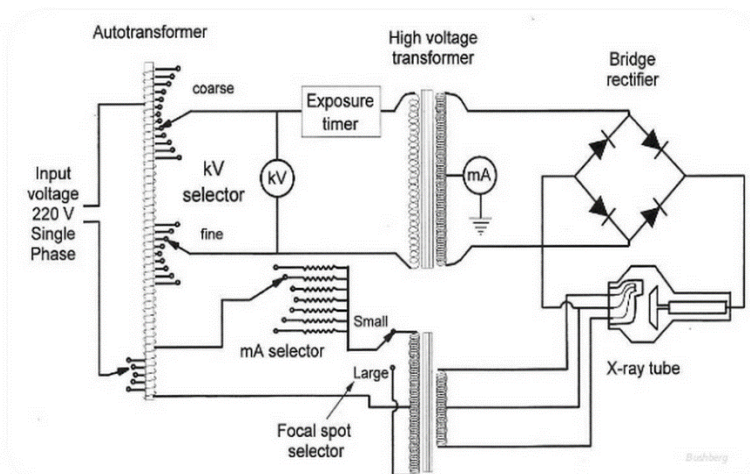 Autotransformer
High voltage
transformer
Bridge
rectifier
coarse
Exposure
timer
Input
voltage
220 V
Single
Phase
kV
selector
kV
mA
fine
mA selector
Small
Large
Focal spot
selector
X-ray tube
Bushberg